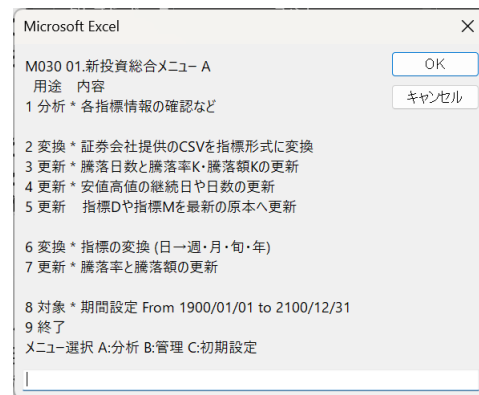 Microsoft Excel
M030 01.新投資総合メニュー A
用途 内容
1 分析 * 各指標情報の確認など
2 変換 * 証券会社提供のCSVを指標形式に変換
3 更新 * 騰落日数と騰落率K・騰落額Kの更新
4 更新 * 安値高値の継続日や日数の更新
5 更新 指標Dや指標Mを最新の原本へ更新
6 変換 * 指標の変換 (日→週・月・旬・年)
7 更新 * 騰落率と騰落額の更新
8 対象 * 期間設定 From 1900/01/01 to 2100/12/31
9 終了
メニュー選択 A:分析 B:管理 C:初期設定
OK
キャンセル